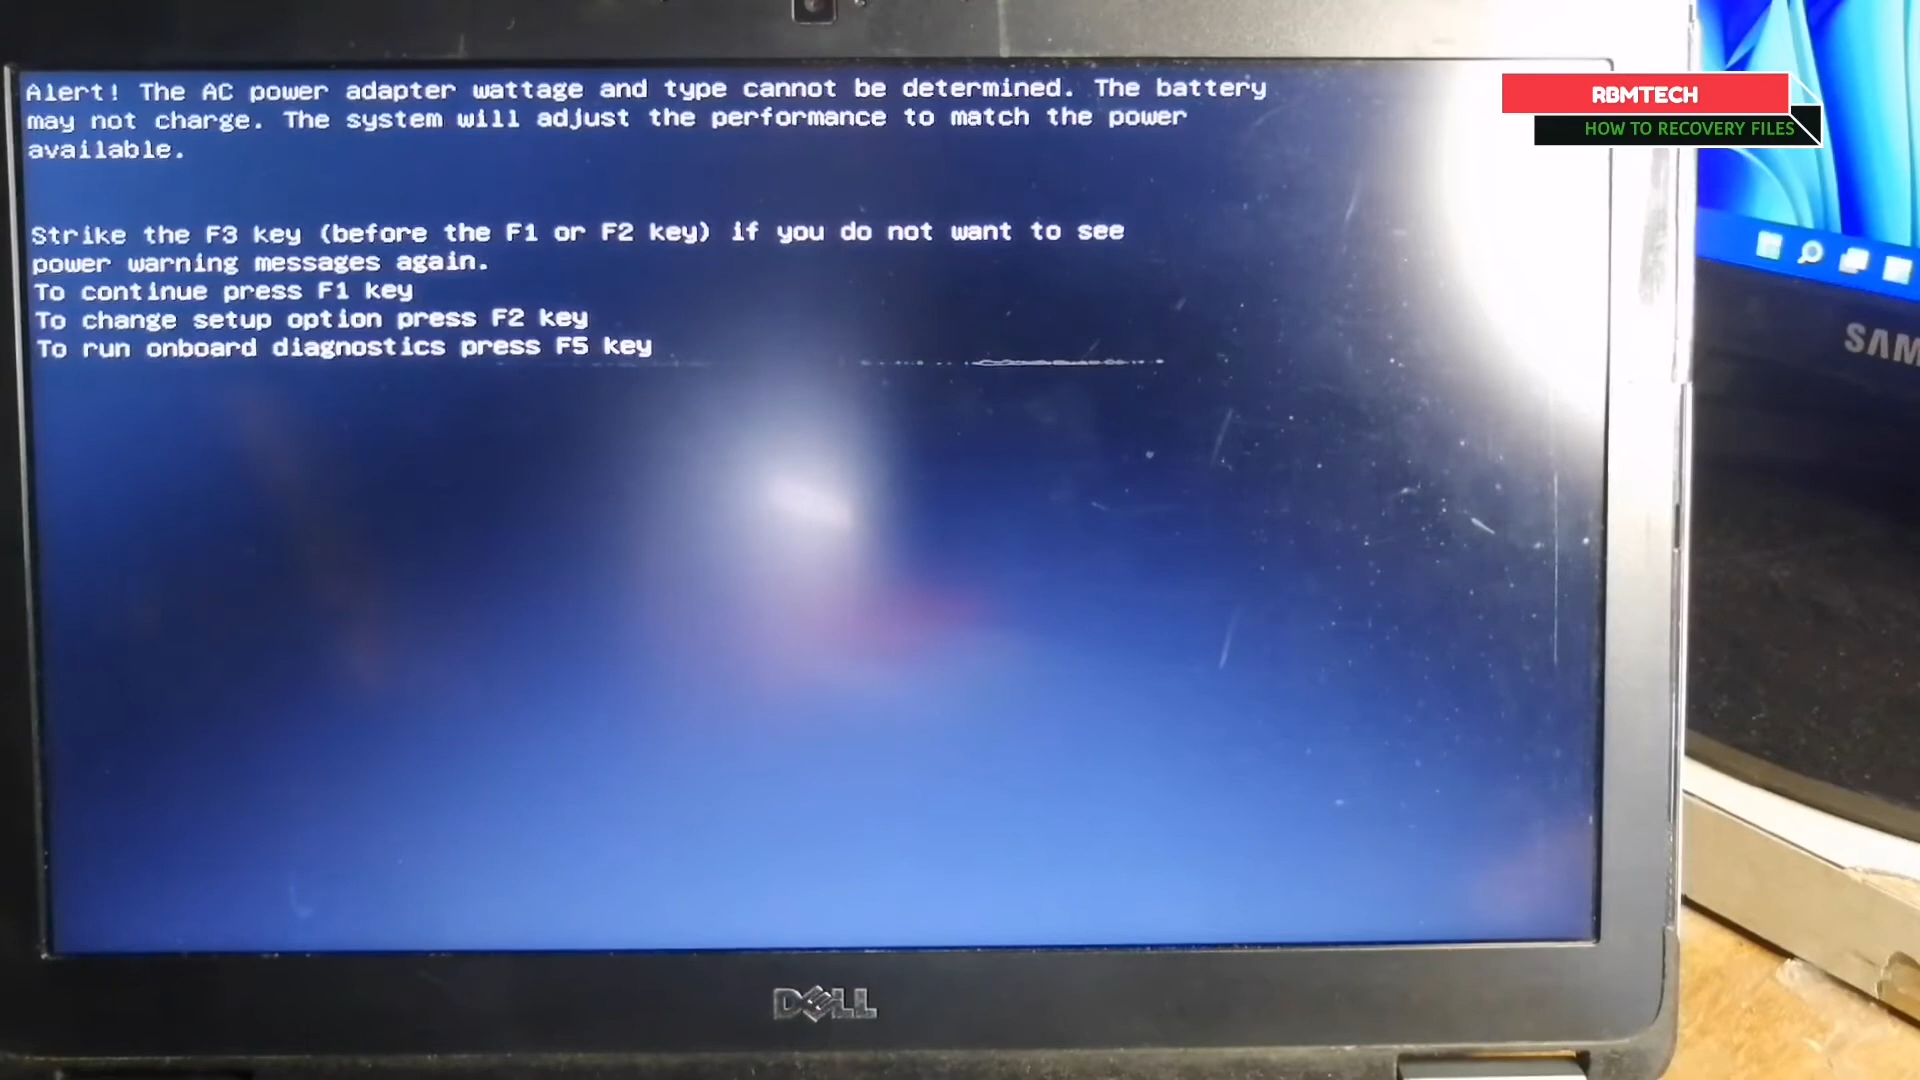 Alert! The AC power adapter wattage and type cannot be determined. The battery
may not charge. The system will adjust the performance to match the power
available.
Strike the F3 key (before the F1 or F2 key) if you do not want to see
power warning messages again.
To continue press F1 key
To change setup option press F2 key
To run onboard diagnostics press F5 key
RBMTECH
HOW TO RECOVERY FILES
SAM
DELL